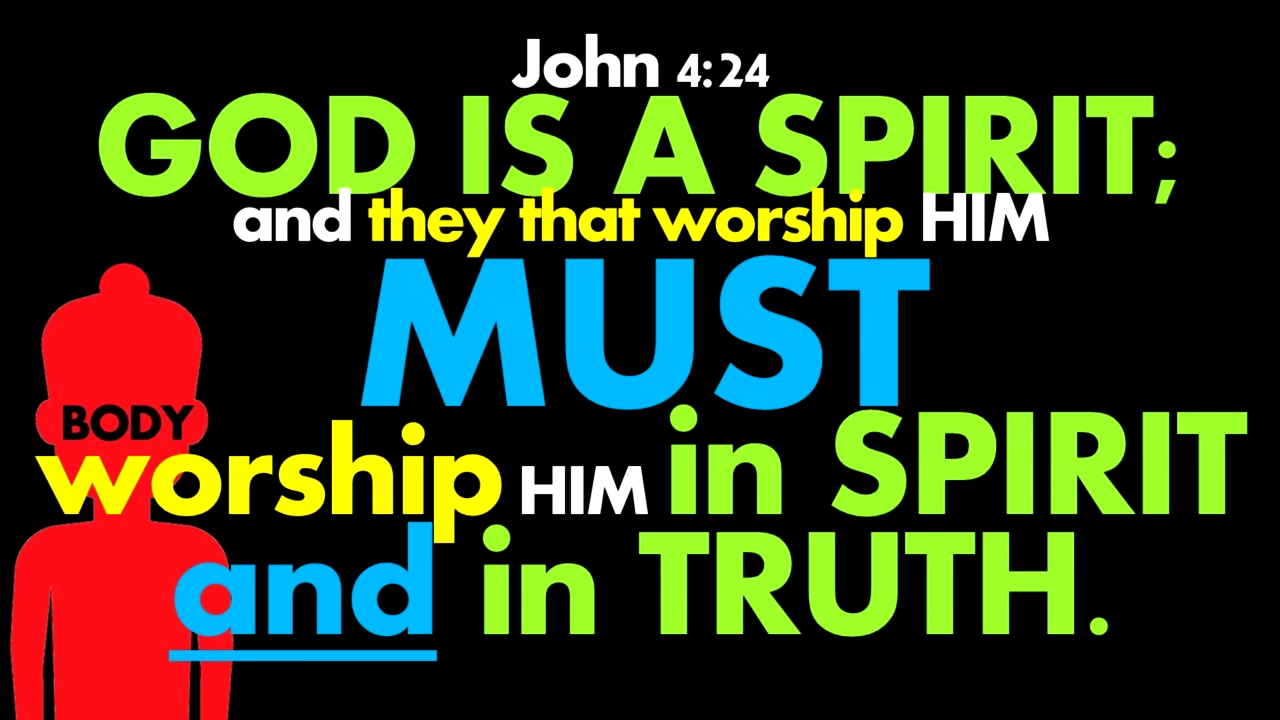 John 4:24
GOD IS A SPIRIT;
and they that worship HIM
MUST
BODY
worship HIM in SPIRIT
and in TRUTH.